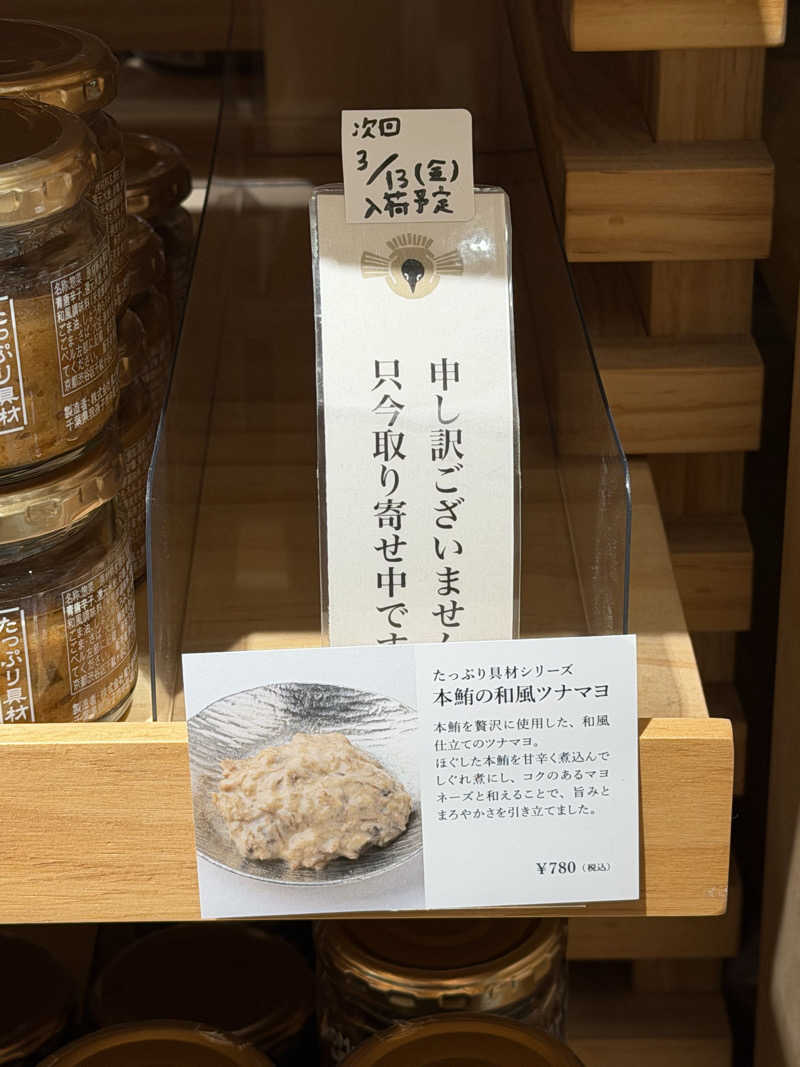 次回
3/13(金)
入荷予定
申し訳ございません
只今取り寄せ中です
たっぷり具材シリーズ
本鮪の和風ツナマヨ
本鮪を贅沢に使用した、和風
仕立てのツナマヨ。
ほぐした本鮪を甘辛く煮込んで
しぐれ煮にし、コクのあるマヨ
ネーズと和えることで、旨みと
まろやかさを引き立てました。
¥780(税込)
たっぷり具材
たっぷり具材